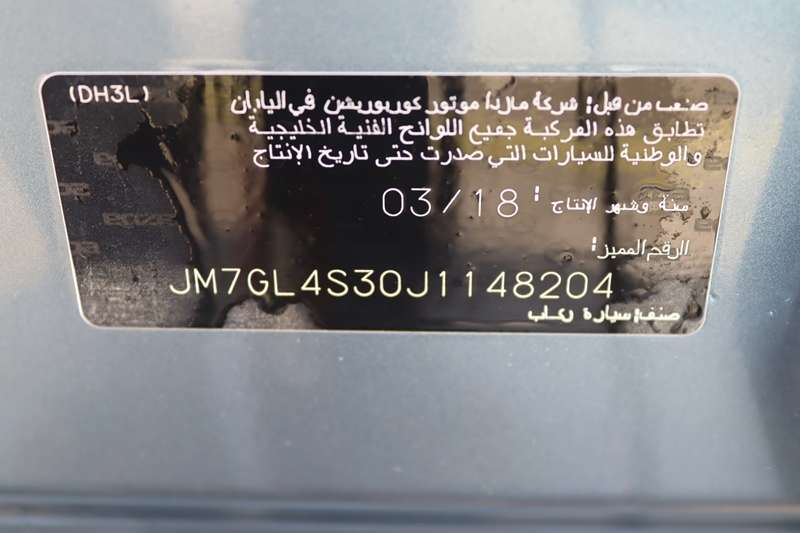 (DH3L)
صنعت من قبل: شركة مازدا موتور كوربوريشن في اليابان
تطابق هذه المركبة جميع اللوائح الفنية الخليجية
والوطنية للسيارات التي صدرت حتى تاريخ الإنتاج
سنة وشهر الإنتاج: 03/18
الرقم المميز:
JM7GL4S30J1148204
صنف: سيارة ركاب